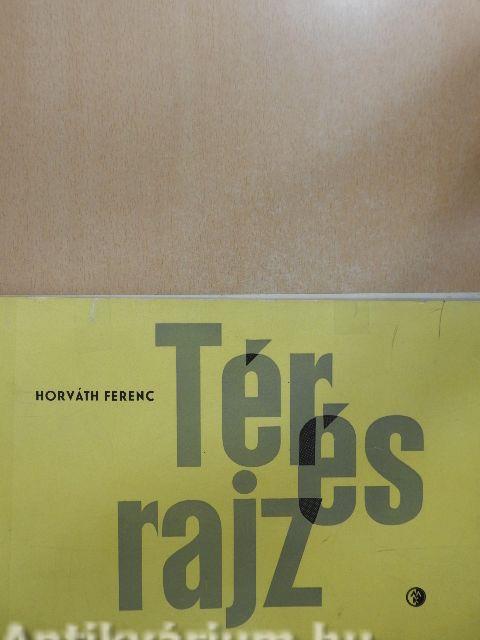 HORVÁTH FERENC
Tér
és
rajz
Antikvárium.hu